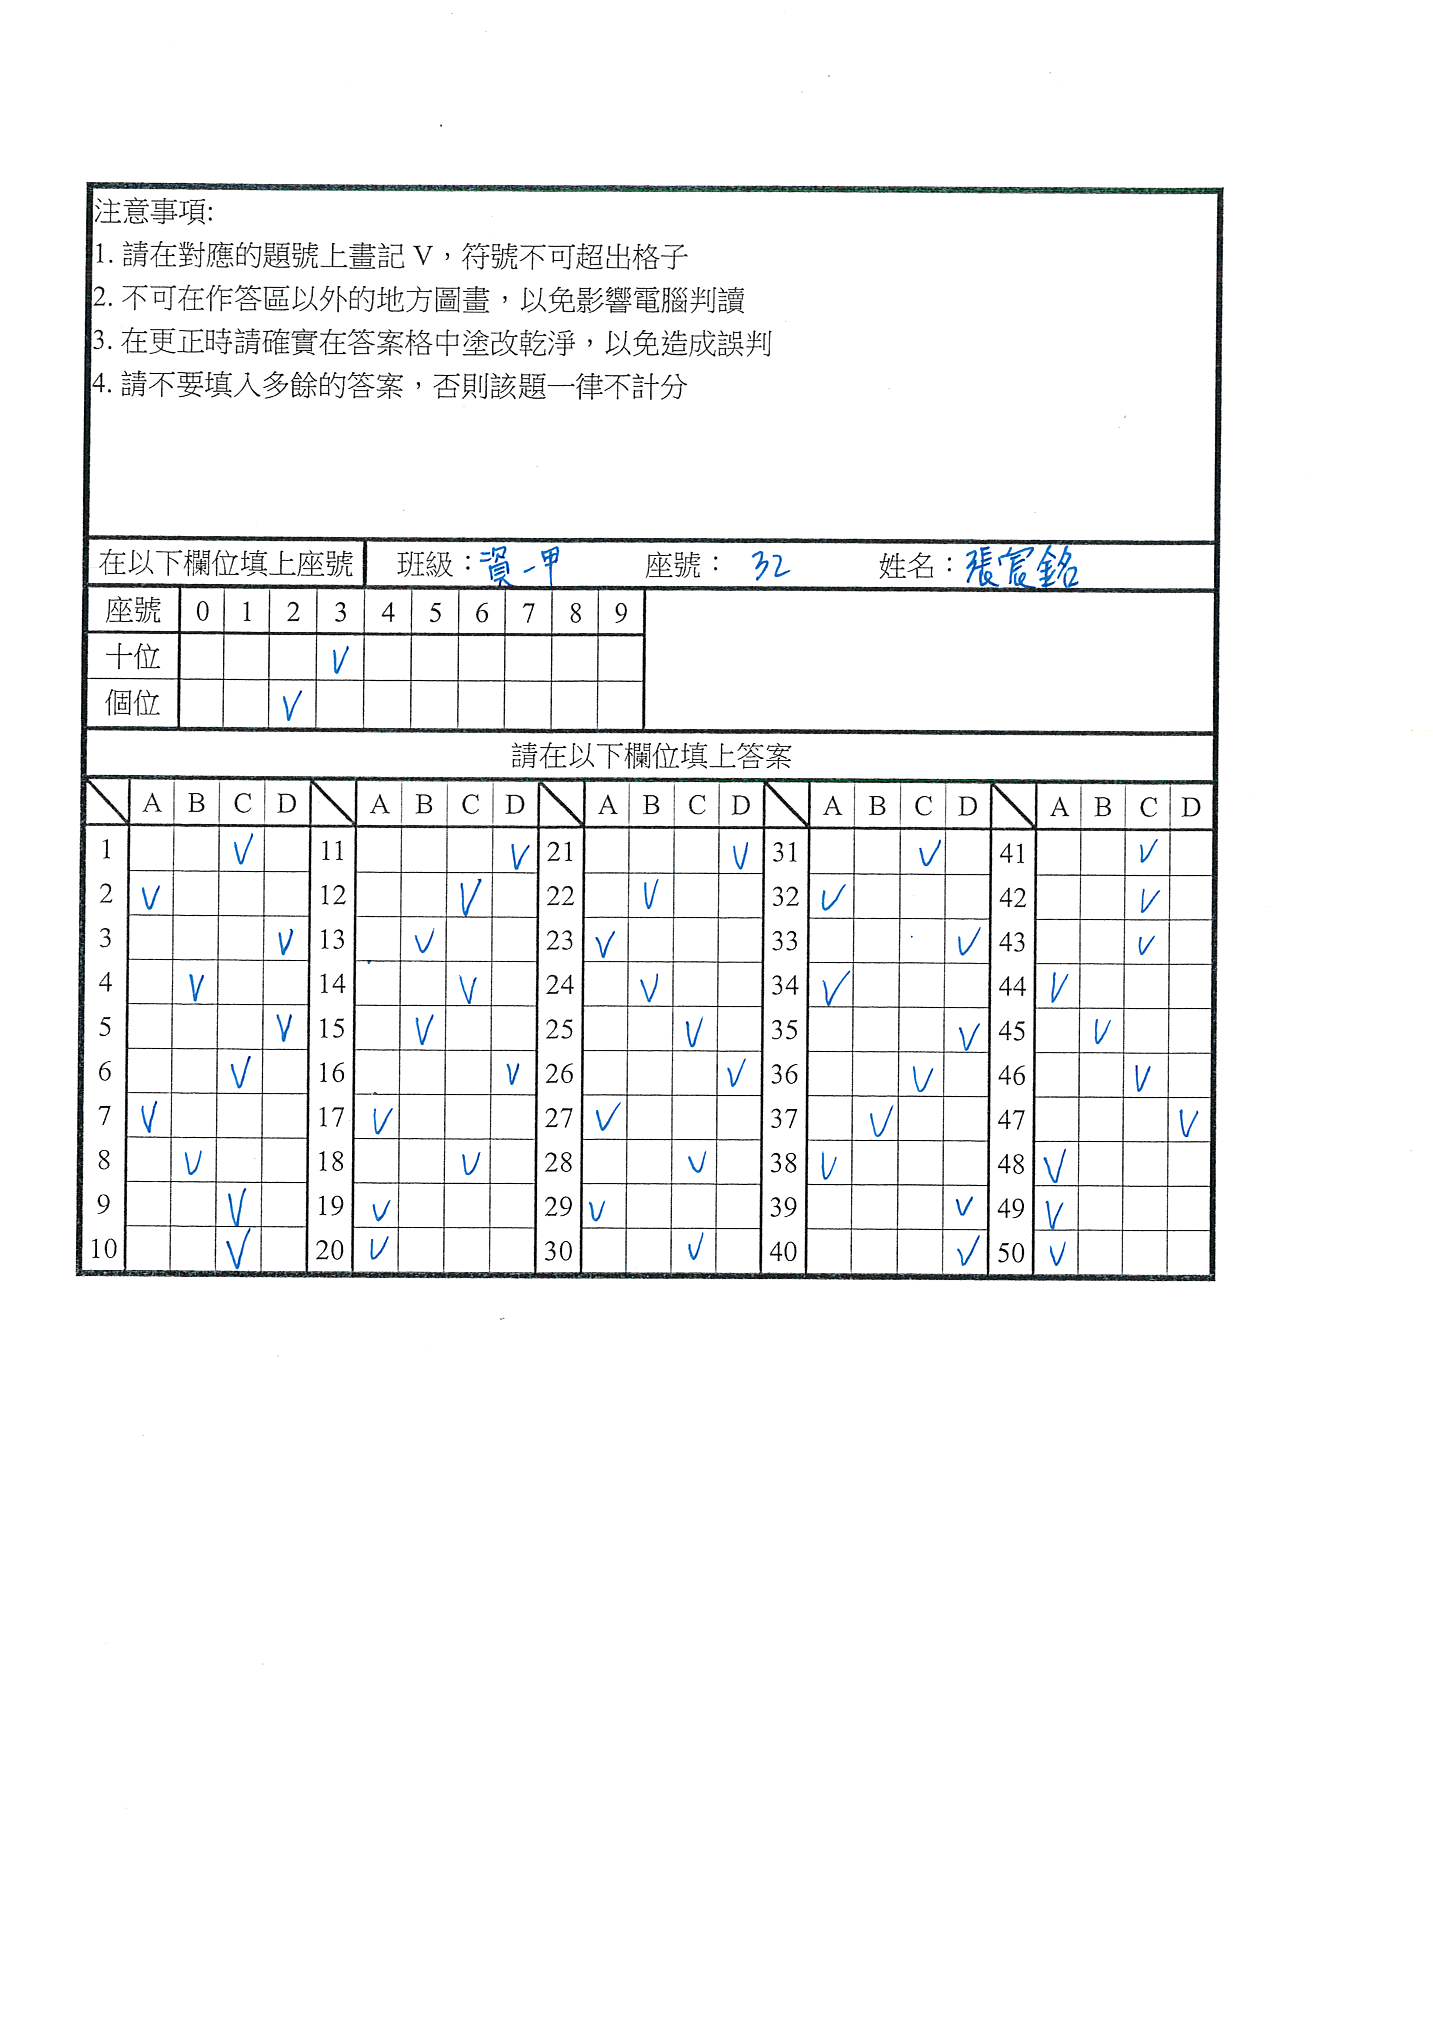 注意事項:
1. 請在對應的題號上畫記 V，符號不可超出格子
2. 不可在作答區以外的地方圖畫，以免影響電腦判讀
3. 在更正時請確實在答案格中塗改乾淨，以免造成誤判
4. 請不要填入多餘的答案，否則該題一律不計分
在以下欄位填上座號 班級：資一甲 座號： 32 姓名：張宸銘
座號 0 1 2 3 4 5 6 7 8 9
十位 V
個位 V
請在以下欄位填上答案
A B C D A B C D A B C D A B C D A B C D
1 V 11 V 21 V 31 V 41 V
2 V 12 V 22 V 32 V 42 V
3 V 13 V 23 V 33 V 43 V
4 V 14 V 24 V 34 V 44 V
5 V 15 V 25 V 35 V 45 V
6 V 16 V 26 V 36 V 46 V
7 V 17 V 27 V 37 V 47 V
8 V 18 V 28 V 38 V 48 V
9 V 19 V 29 V 39 V 49 V
10 V 20 V 30 V 40 V 50 V